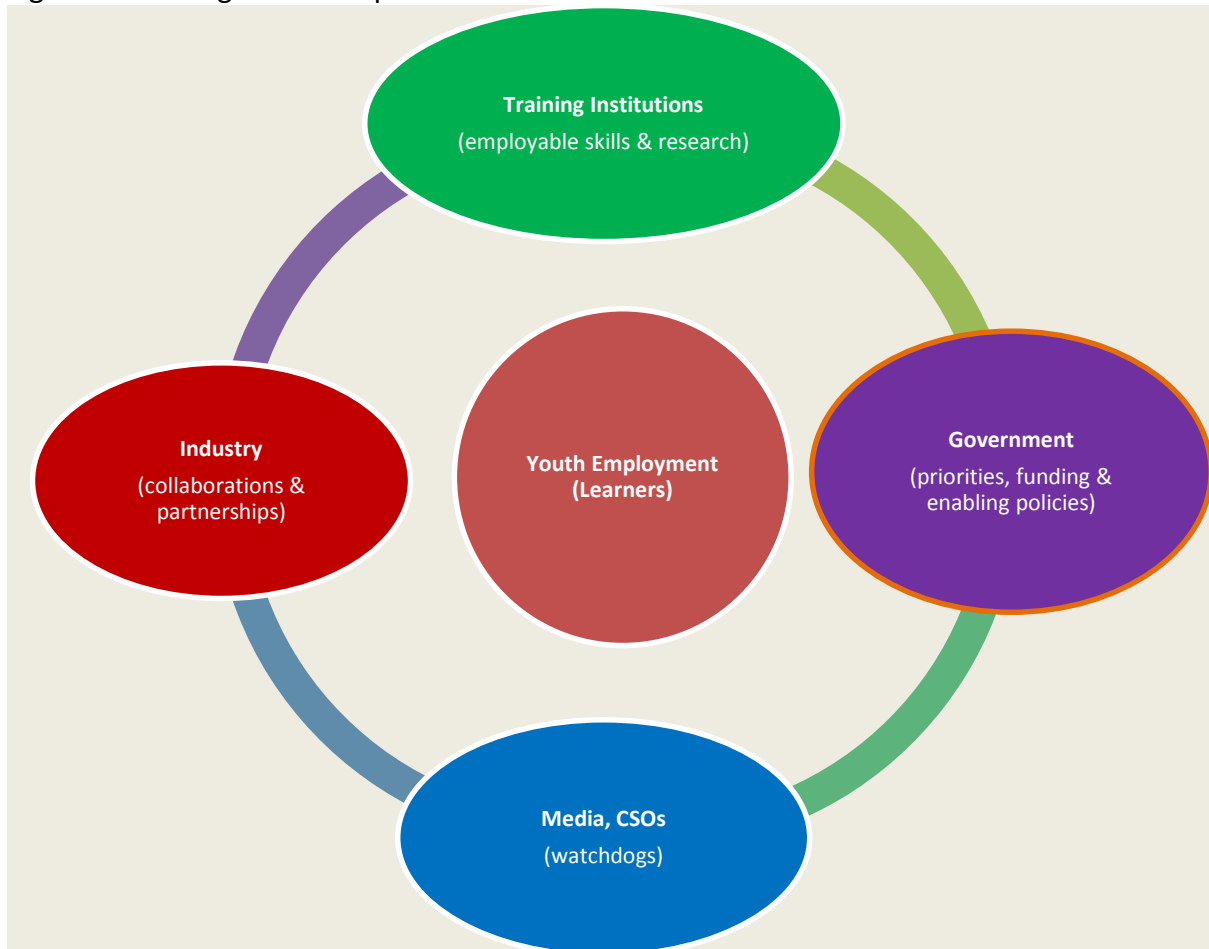 Training Institutions
(employable skills & research)
Industry
(collaborations &
partnerships)
Youth Employment
(Learners)
Government
(priorities, funding &
enabling policies)
Media, CSOs
(watchdogs)